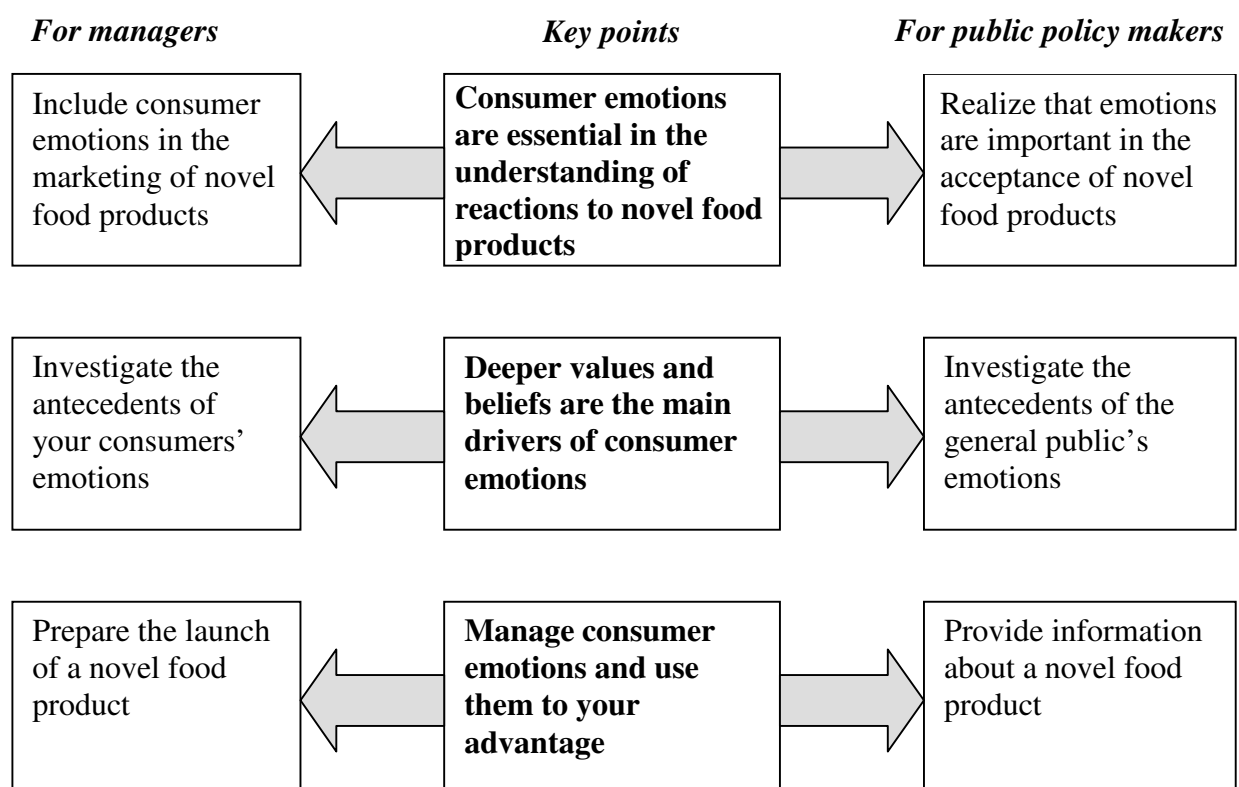 For managers
Key points
For public policy makers
Include consumer
emotions in the
marketing of novel
food products
Consumer emotions
are essential in the
understanding of
reactions to novel food
products
Realize that emotions
are important in the
acceptance of novel
food products
Investigate the
antecedents of
your consumers’
emotions
Deeper values and
beliefs are the main
drivers of consumer
emotions
Investigate the
antecedents of the
general public’s
emotions
Prepare the launch
of a novel food
product
Manage consumer
emotions and use
them to your
advantage
Provide information
about a novel food
product